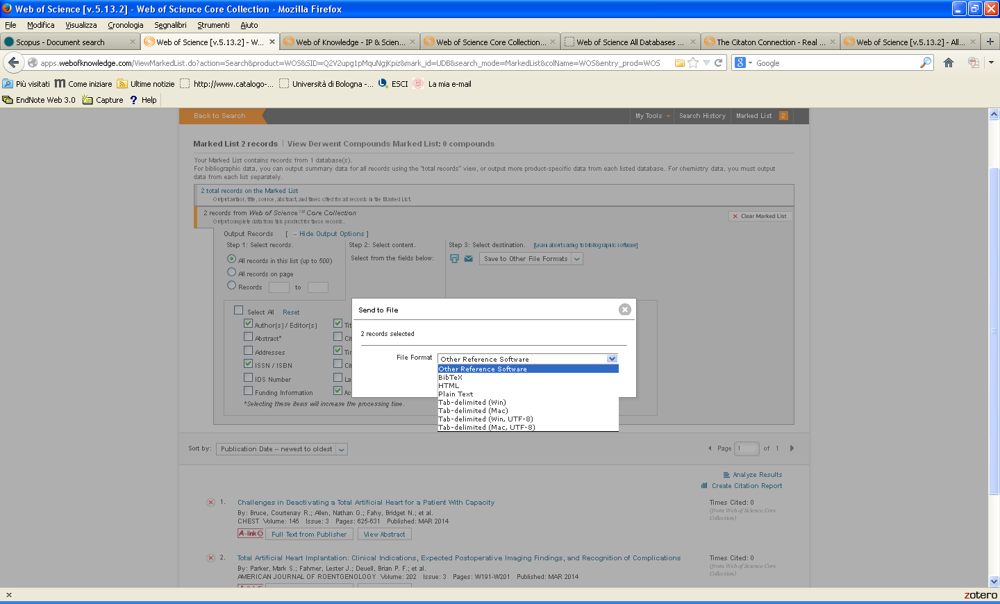 Web of Science [v.5.13.2] - Web of Science Core Collection - Mozilla Firefox
File Modifica Visualizza Cronologia Segnalibri Strumenti Aiuto
Scopus - Document search
Web of Science [v.5.13.2] - W...
Web of Knowledge - IP & Scien...
Web of Science Core Collection...
Web of Science All Databases ...
The Citaton Connection - Real ...
Web of Science [v.5.13.2] - All...
apps.webofknowledge.com/ViewMarkedList.do?action=Search&product=WOS&SID=Q2V2upg1pMquNgjKpiz&mark_id=UDB&search_mode=MarkedList&colName=WOS&entry_prod=WOS
Google
Più visitati Come iniziare Ultime notizie http://www.catalogo-... Università di Bologna -... ESCI La mia e-mail
EndNote Web 3.0 Capture Help
Back to Search My Tools Search History Marked List 2
Marked List 2 records | View Derwent Compounds Marked List: 0 compounds
Your Marked List contains records from 1 database(s).
For bibliographic data, you can output summary data for all records using the "total records" view, or output more product-specific data from each listed database. For chemistry data, you must output
data from each list separately.
2 total records on the Marked List
Output author, title, source, abstract, and times cited for all records in the Marked List.
2 records from Web of Science™ Core Collection
Output complete data from this product for these records.
Clear Marked List
Output Records [ – Hide Output Options ]
Step 1: Select records. Step 2: Select content. Step 3: Select destination. [Learn about saving to bibliographic software]
All records in this list (up to 500) Select from the fields below: Save to Other File Formats
All records on page
Records to
Select All Reset
Author(s) / Editor(s) Tit
Abstract* Cit
Addresses Tim
ISSN / ISBN Cit
IDS Number La
Funding Information Ac
*Selecting these items will increase the processing time.
Send to File
2 records selected
File Format Other Reference Software
Other Reference Software
BibTeX
HTML
Plain Text
Tab-delimited (Win)
Tab-delimited (Mac)
Tab-delimited (Win, UTF-8)
Tab-delimited (Mac, UTF-8)
Sort by: Publication Date -- newest to oldest Page 1 of 1
Analyze Results
Create Citation Report
1. Challenges in Deactivating a Total Artificial Heart for a Patient With Capacity
By: Bruce, Courtenay R.; Allen, Nathan G.; Fahy, Bridget N.; et al.
CHEST Volume: 145 Issue: 3 Pages: 625-631 Published: MAR 2014
A-link Full Text from Publisher View Abstract
Times Cited: 0
(from Web of Science Core
Collection)
2. Total Artificial Heart Implantation: Clinical Indications, Expected Postoperative Imaging Findings, and Recognition of Complications
By: Parker, Mark S.; Fahrner, Lester J.; Deuell, Brian P. F.; et al.
AMERICAN JOURNAL OF ROENTGENOLOGY Volume: 202 Issue: 3 Pages: W191-W201 Published: MAR 2014
Times Cited: 0
(from Web of Science Core
Collection)
zotero